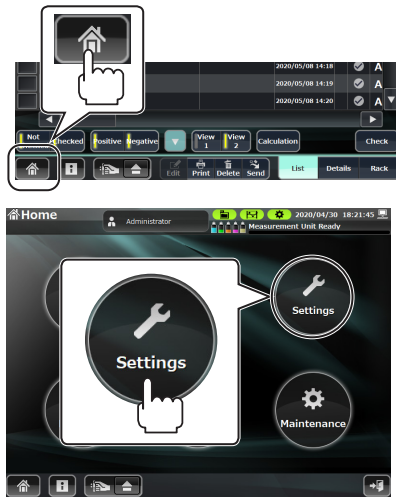 2020/05/08 14:18 A
2020/05/08 14:19 A
2020/05/08 14:20 A
Not Checked Positive Negative View 1 View 2 Calculation Check
Edit Print Delete Send List Details Rack
Home Administrator 2020/04/30 18:21:45
Measurement Unit Ready
Settings
Settings
Maintenance